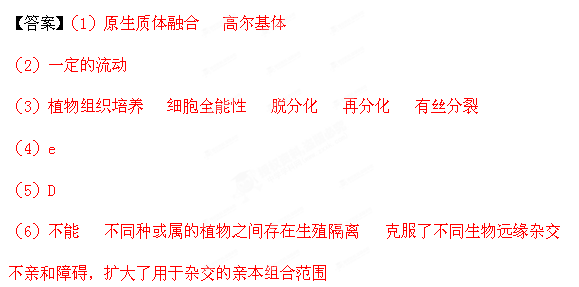 【答案】（1）原生质体融合 高尔基体
（2）一定的流动
（3）植物组织培养 细胞全能性 脱分化 再分化 有丝分裂
（4）e
（5）D
（6）不能 不同种或属的植物之间存在生殖隔离 克服了不同生物远缘杂交
不亲和障碍，扩大了用于杂交的亲本组合范围